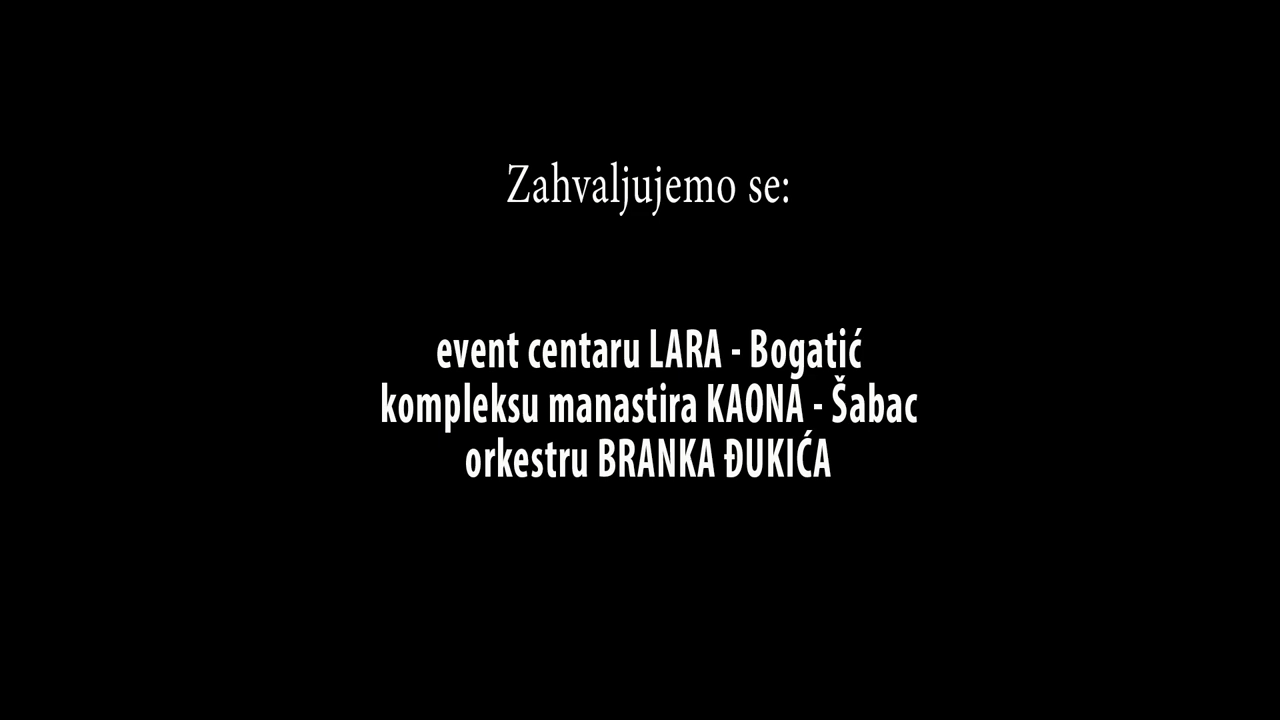 Zahvaljujemo se:
event centaru LARA - Bogatić
kompleksu manastira KAONA - Šabac
orkestru BRANKA ĐUKIĆA